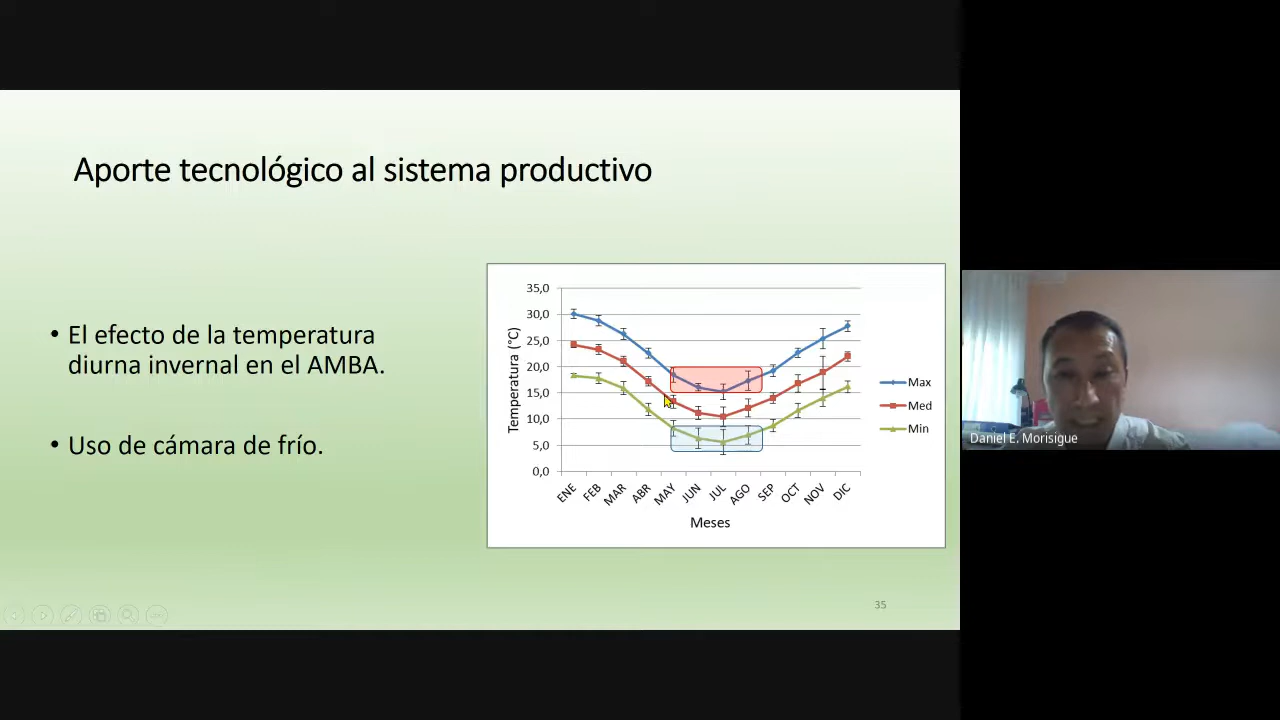 Aporte tecnológico al sistema productivo
• El efecto de la temperatura
diurna invernal en el AMBA.
• Uso de cámara de frío.
Temperatura (°C)
35,0
30,0
25,0
20,0
15,0
10,0
5,0
0,0
ENE
FEB
MAR
ABR
MAY
JUN
JUL
AGO
SEP
OCT
NOV
DIC
Meses
Max
Med
Min
35
Daniel E. Morisigue